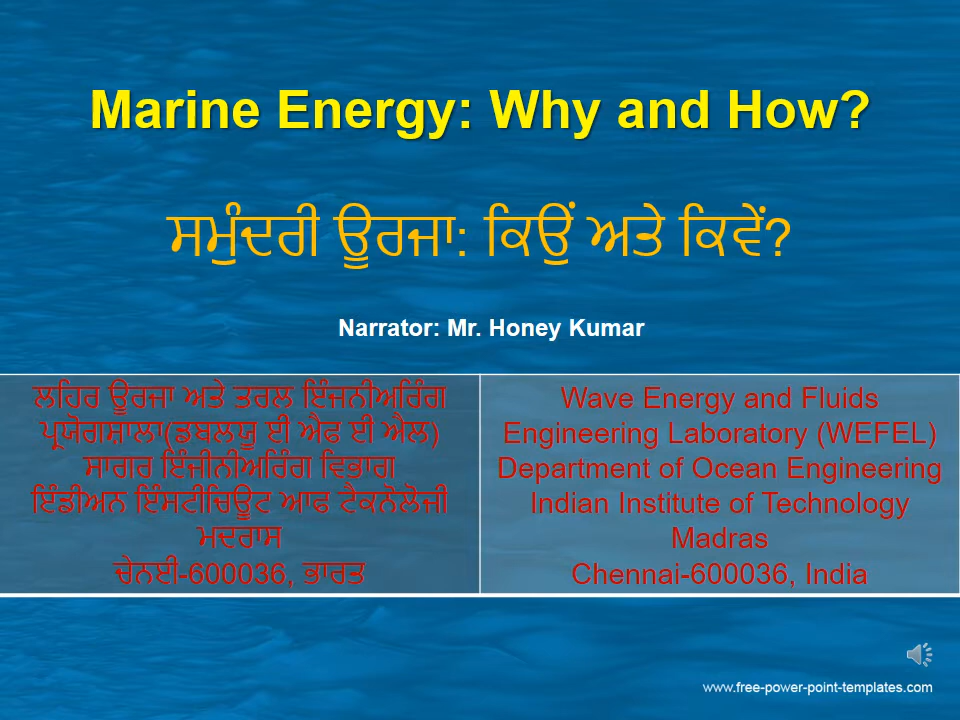 Marine Energy: Why and How?
ਸਮੁੰਦਰੀ ਊਰਜਾ: ਕਿਉਂ ਅਤੇ ਕਿਵੇਂ?
Narrator: Mr. Honey Kumar
ਲਹਿਰ ਊਰਜਾ ਅਤੇ ਤਰਲ ਇੰਜਨੀਅਰਿੰਗ
ਪ੍ਰਯੋਗਸ਼ਾਲਾ(ਡਬਲਯੂ ਈ ਐਫ ਈ ਐਲ)
ਸਾਗਰ ਇੰਜੀਨੀਅਰਿੰਗ ਵਿਭਾਗ
ਇੰਡੀਅਨ ਇੰਸਟੀਚਿਊਟ ਆਫ ਟੈਕਨੋਲੋਜੀ
ਮਦਰਾਸ
ਚੇਨਈ-600036, ਭਾਰਤ
Wave Energy and Fluids
Engineering Laboratory (WEFEL)
Department of Ocean Engineering
Indian Institute of Technology
Madras
Chennai-600036, India
www.free-power-point-templates.com